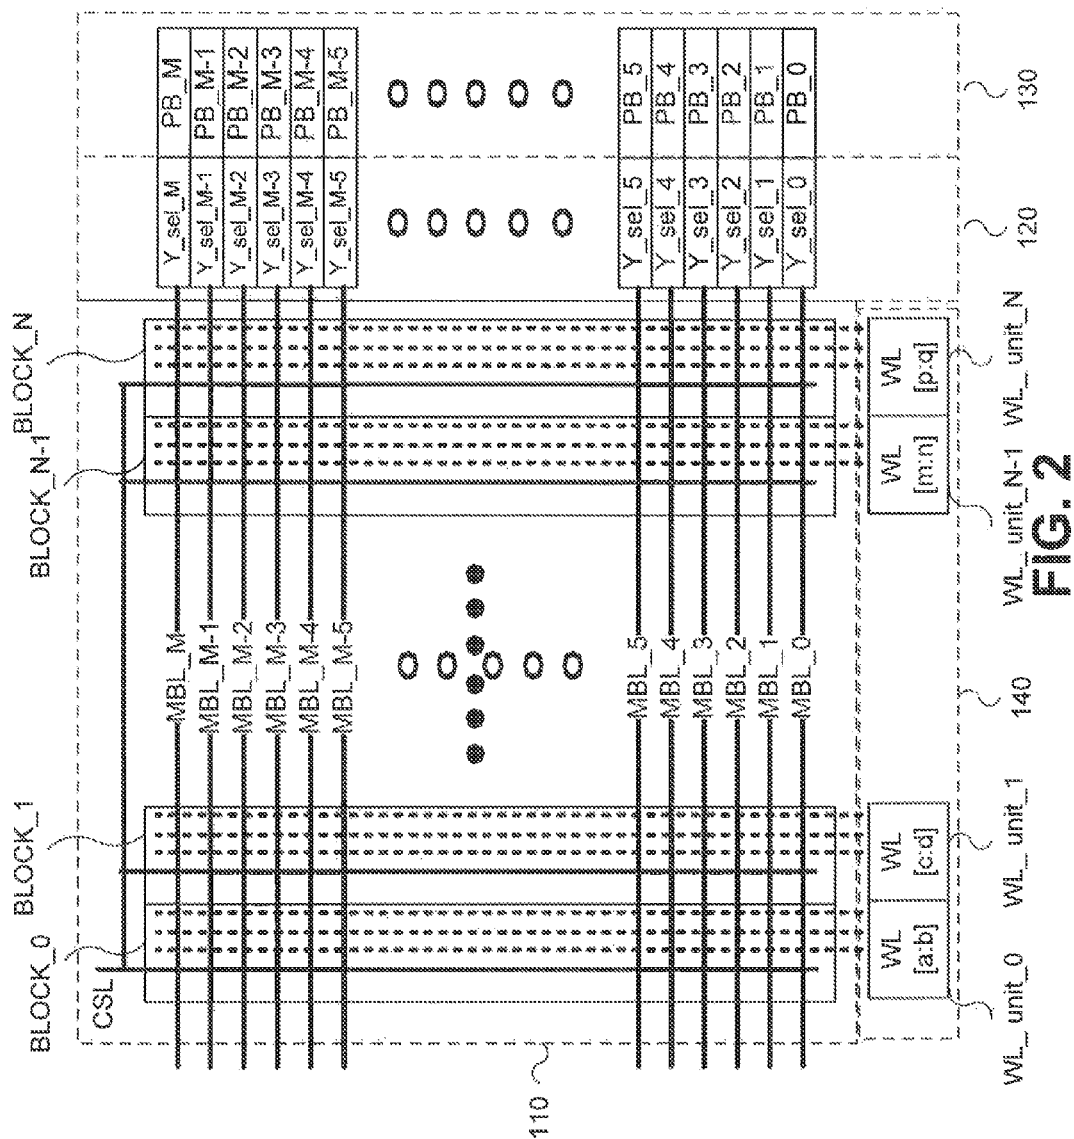 BLOCK_0
BLOCK_1
BLOCK_N-1
BLOCK_N
CSL
110
MBL_M
MBL_M-1
MBL_M-2
MBL_M-3
MBL_M-4
MBL_M-5
MBL_5
MBL_4
MBL_3
MBL_2
MBL_1
MBL_0
Y_sel_M PB_M
Y_sel_M-1 PB_M-1
Y_sel_M-2 PB_M-2
Y_sel_M-3 PB_M-3
Y_sel_M-4 PB_M-4
Y_sel_M-5 PB_M-5
Y_sel_5 PB_5
Y_sel_4 PB_4
Y_sel_3 PB_3
Y_sel_2 PB_2
Y_sel_1 PB_1
Y_sel_0 PB_0
WL
[a:b]
WL
[c:d]
WL
[m:n]
WL
[p:q]
WL_unit_0
WL_unit_1
140
WL_unit_N-1
WL_unit_N
120
130
FIG. 2